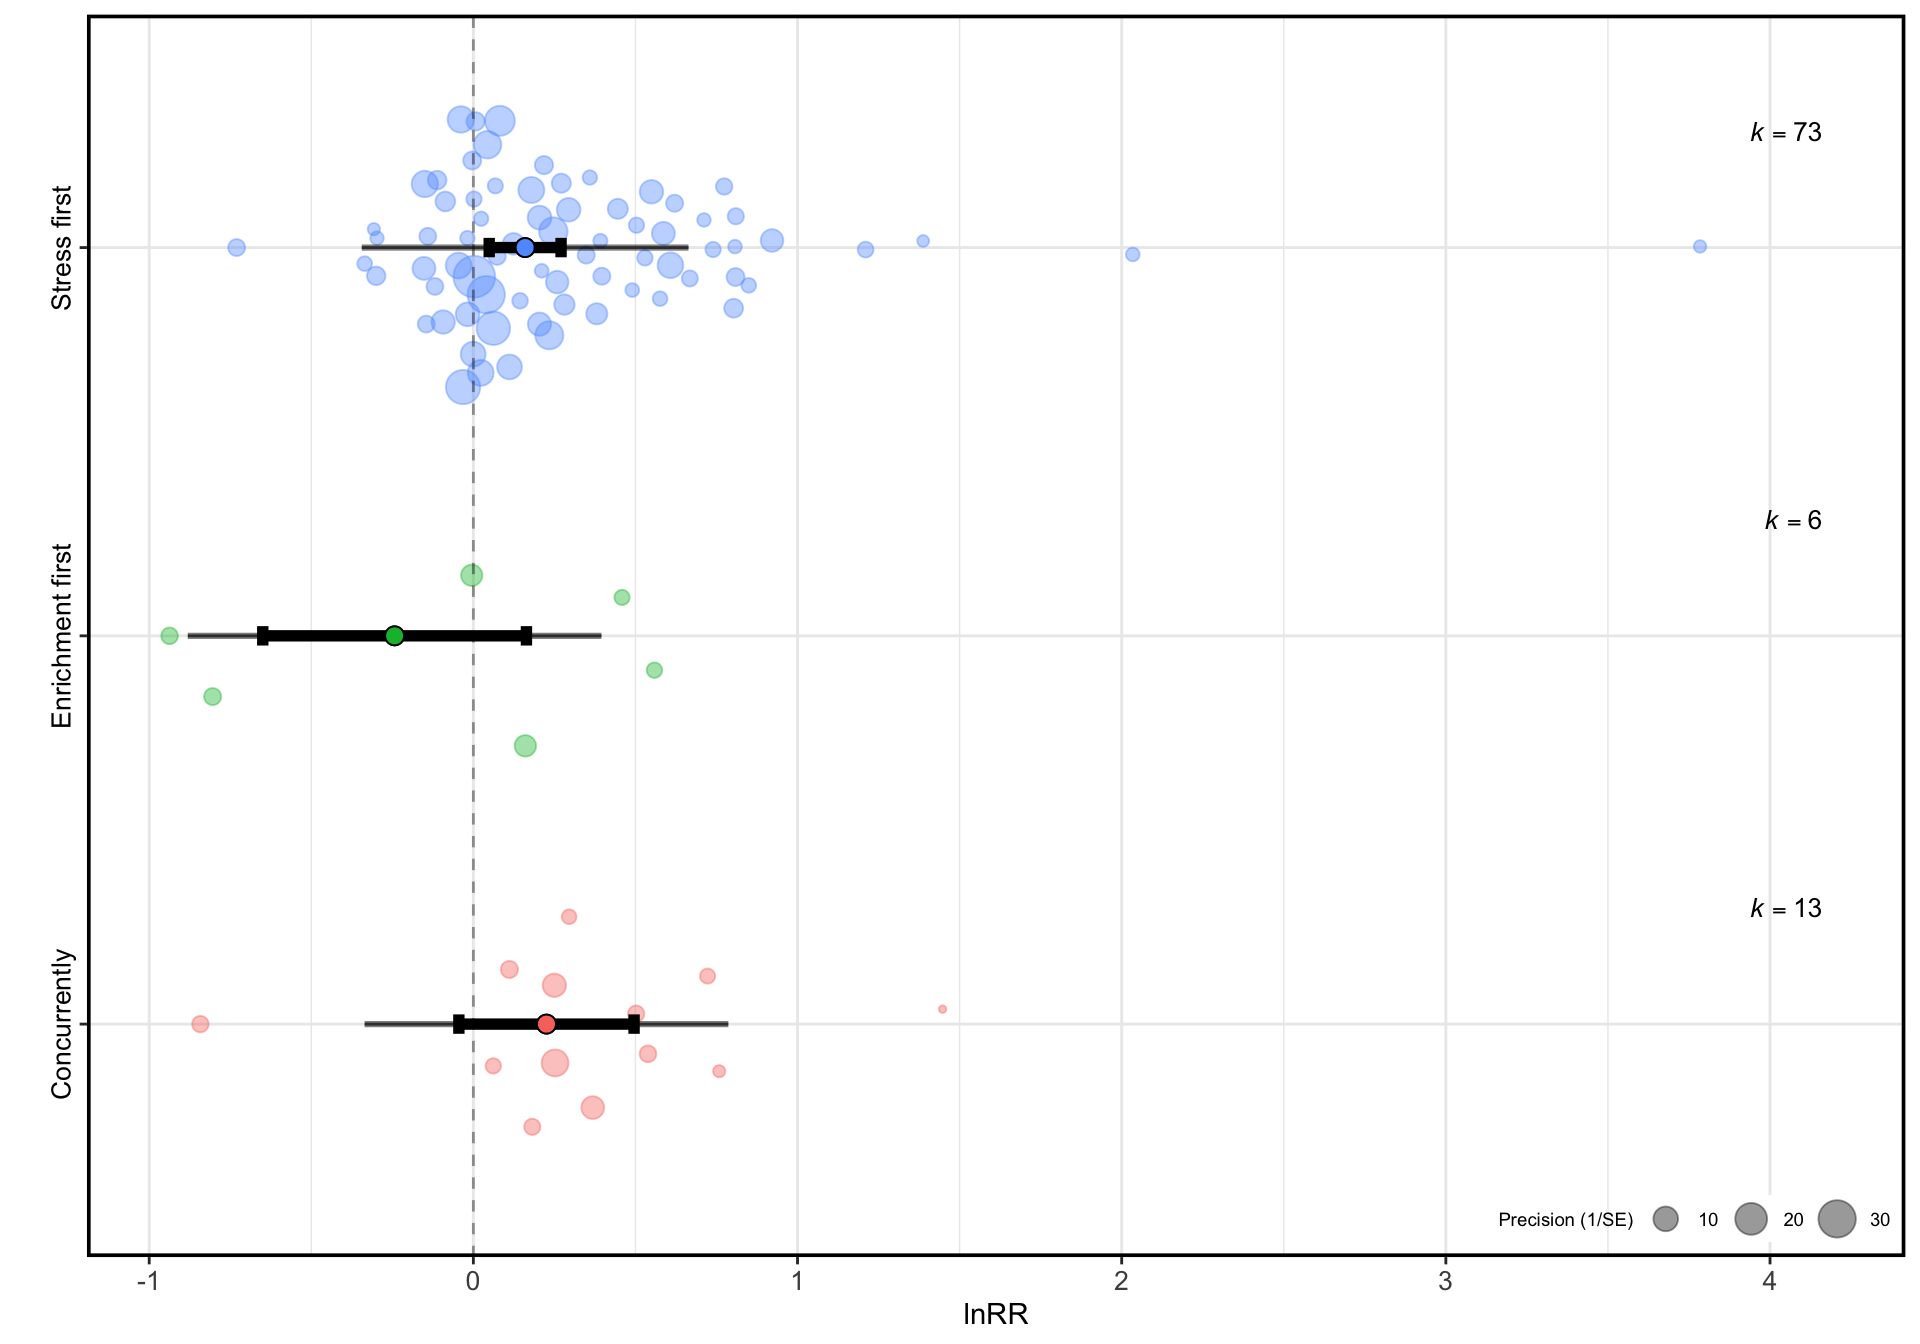 Stress first
k = 73
Enrichment first
k = 6
Concurrently
k = 13
Precision (1/SE) 10 20 30
-1 0 1 2 3 4
lnRR